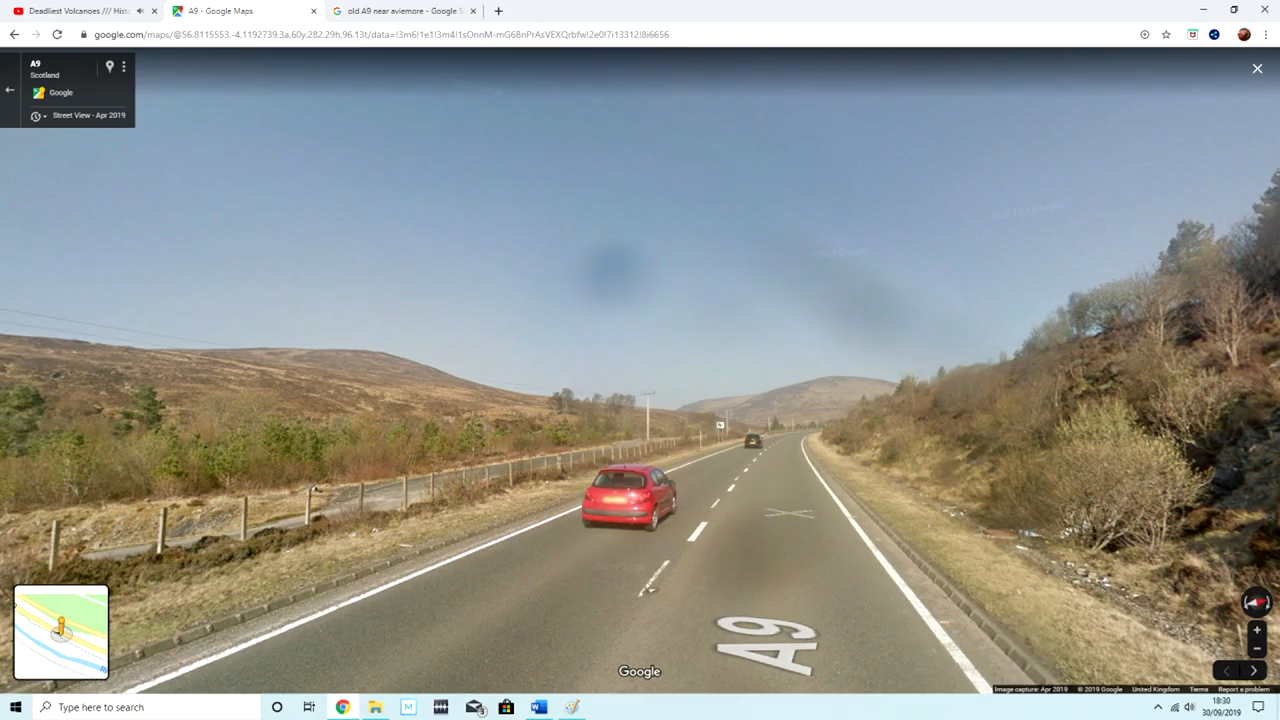 Deadliest Volcanoes /// Hist
A9 - Google Maps
old A9 near aviemore - Google S
google.com/maps/@56.8115553,-4.1192739,3a,60y,282.29h,96.13t/data=!3m6!1e1!3m4!1sOnnM-mG6BnPrAsVEXQrbfw!2e0!7i13312!8i6656
A9
Scotland
Google
Street View - Apr 2019
A9
Google
Image capture: Apr 2019 © 2019 Google United Kingdom Terms Report a problem
Type here to search
3
18:30
30/09/2019